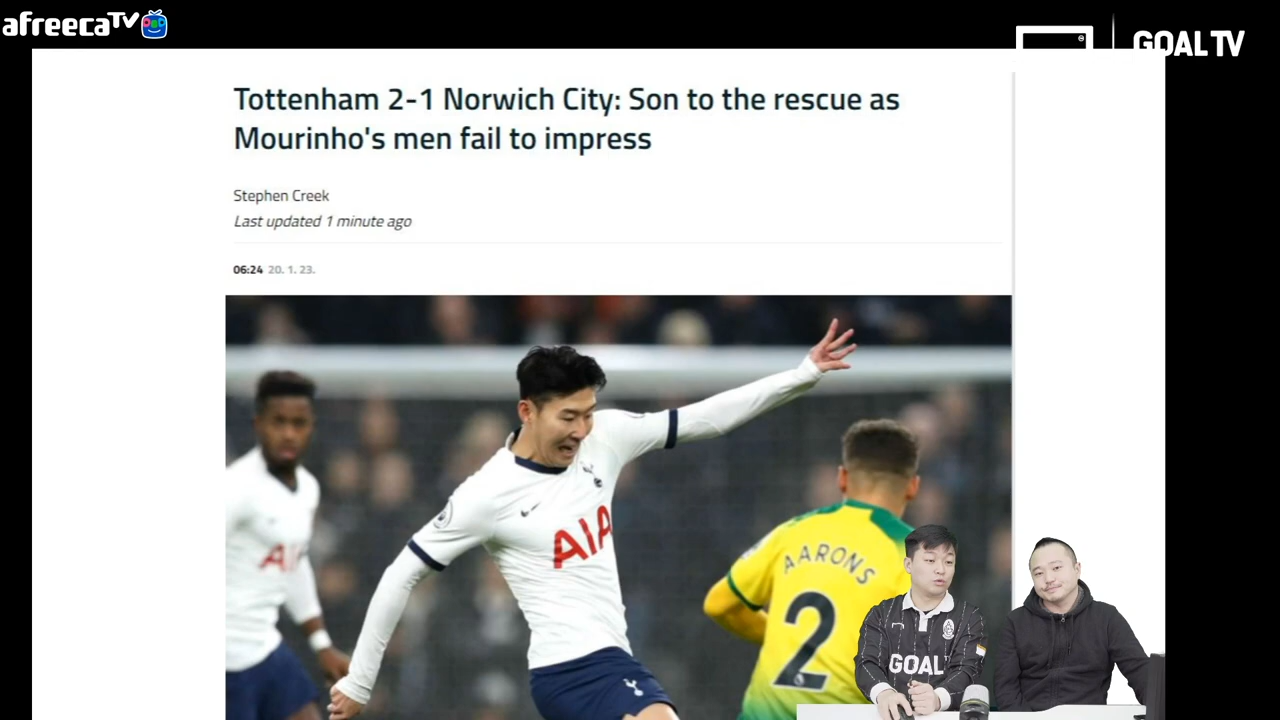 afreecaTV
GOAL TV
Tottenham 2-1 Norwich City: Son to the rescue as
Mourinho's men fail to impress
Stephen Creek
Last updated 1 minute ago
06:24 20. 1. 23.
AIA
AARONS
2
GOAL